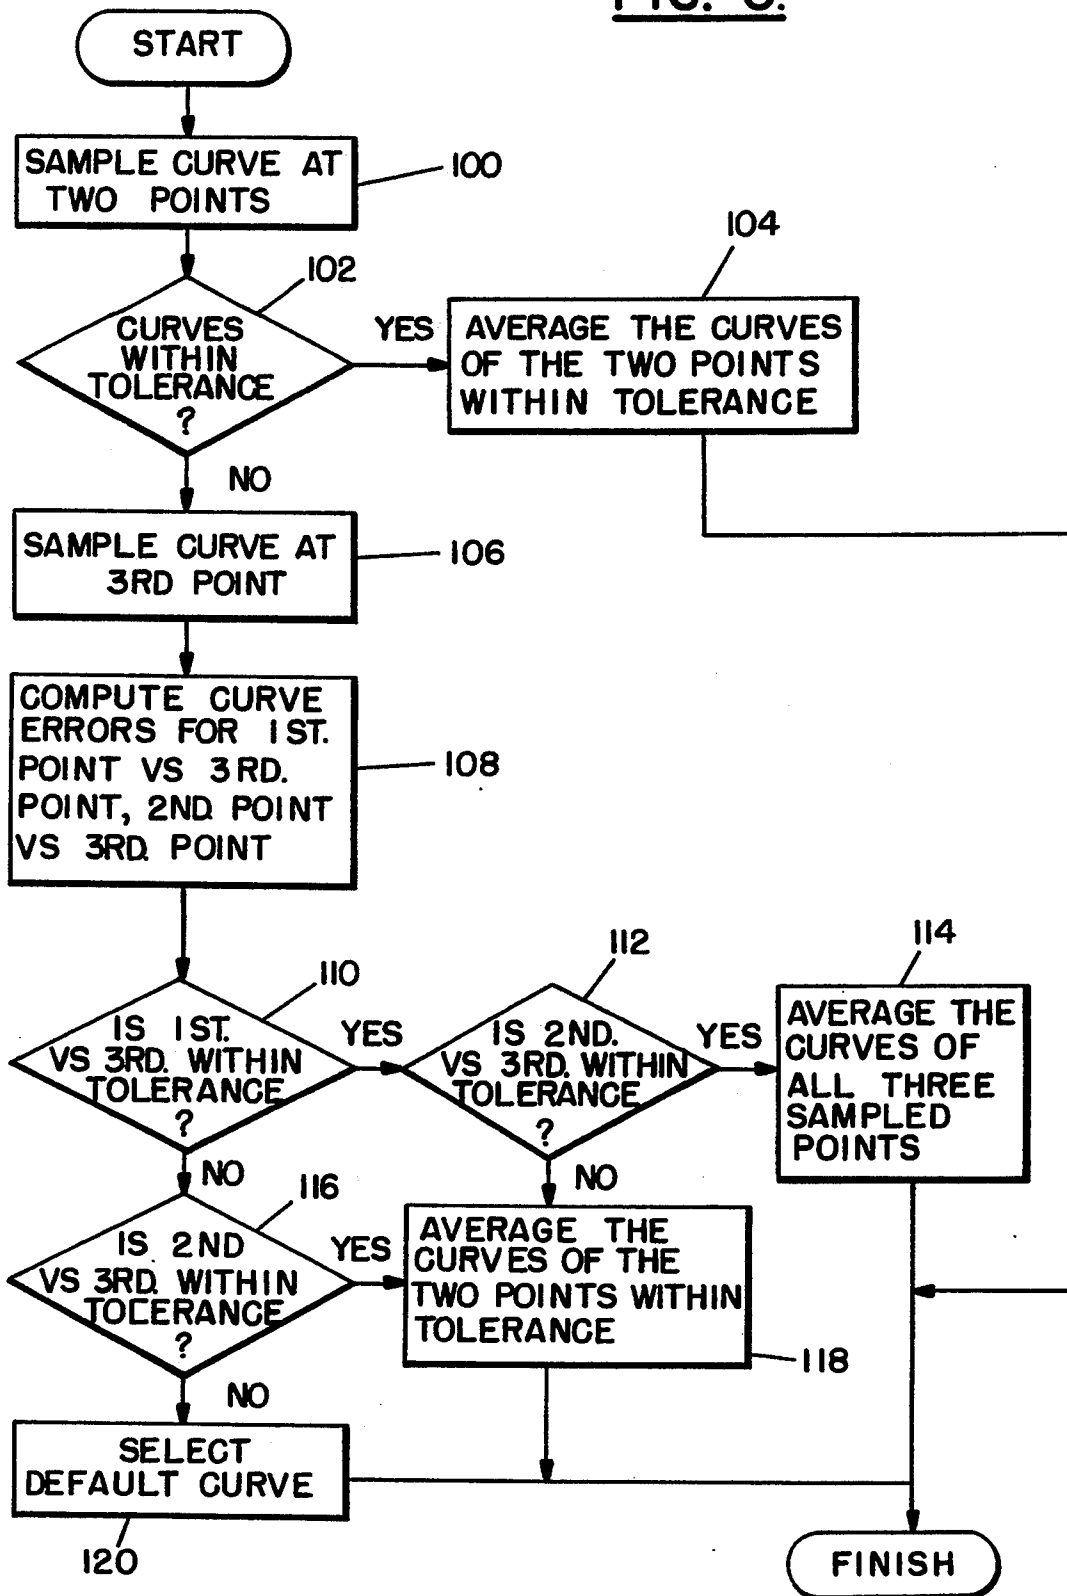 START
SAMPLE CURVE AT
TWO POINTS
100
102
CURVES
WITHIN
TOLERANCE
?
YES
104
AVERAGE THE CURVES
OF THE TWO POINTS
WITHIN TOLERANCE
NO
SAMPLE CURVE AT
3RD POINT
106
COMPUTE CURVE
ERRORS FOR 1ST.
POINT VS 3RD.
POINT, 2ND. POINT
VS 3RD. POINT
108
110
IS 1ST.
VS 3RD. WITHIN
TOLERANCE
?
YES
112
IS 2ND.
VS 3RD. WITHIN
TOLERANCE
?
YES
114
AVERAGE THE
CURVES OF
ALL THREE
SAMPLED
POINTS
NO
116
IS 2ND
VS 3RD. WITHIN
TOLERANCE
?
YES
NO
AVERAGE THE
CURVES OF THE
TWO POINTS WITHIN
TOLERANCE
118
NO
SELECT
DEFAULT CURVE
120
FINISH